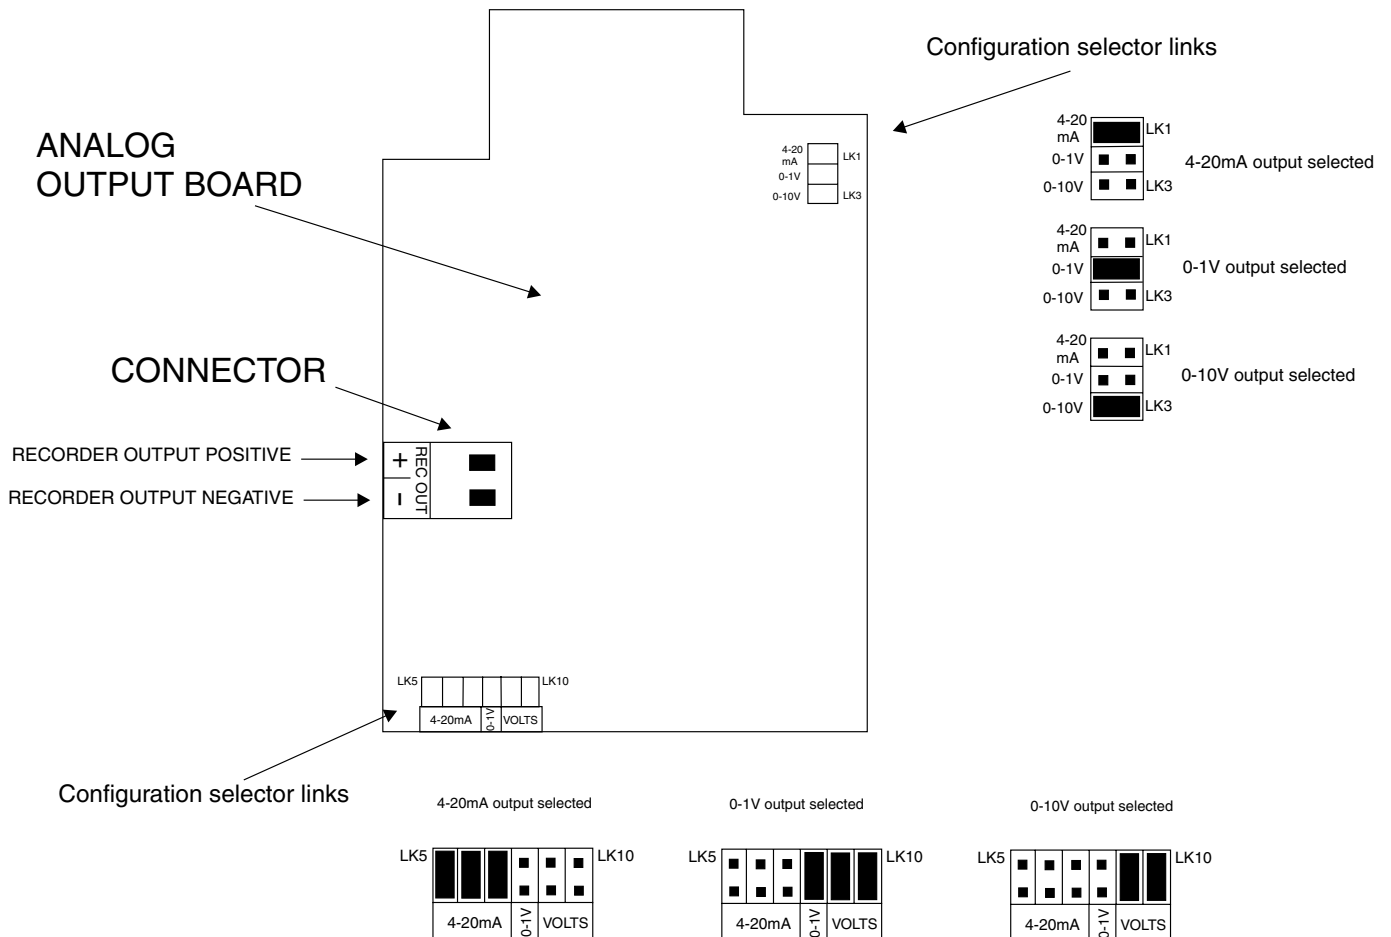 Configuration selector links
ANALOG
OUTPUT BOARD
4-20
mA
LK1
0-1V
0-10V
LK3
4-20
mA
LK1
0-1V
0-10V
LK3
4-20mA output selected
4-20
mA
LK1
0-1V
0-10V
LK3
0-1V output selected
4-20
mA
LK1
0-1V
0-10V
LK3
0-10V output selected
CONNECTOR
RECORDER OUTPUT POSITIVE
RECORDER OUTPUT NEGATIVE
+
-
REC OUT
LK5
LK10
4-20mA
0-1V
VOLTS
Configuration selector links
4-20mA output selected
LK5
LK10
4-20mA
0-1V
VOLTS
0-1V output selected
LK5
LK10
4-20mA
0-1V
VOLTS
0-10V output selected
LK5
LK10
4-20mA
0-1V
VOLTS